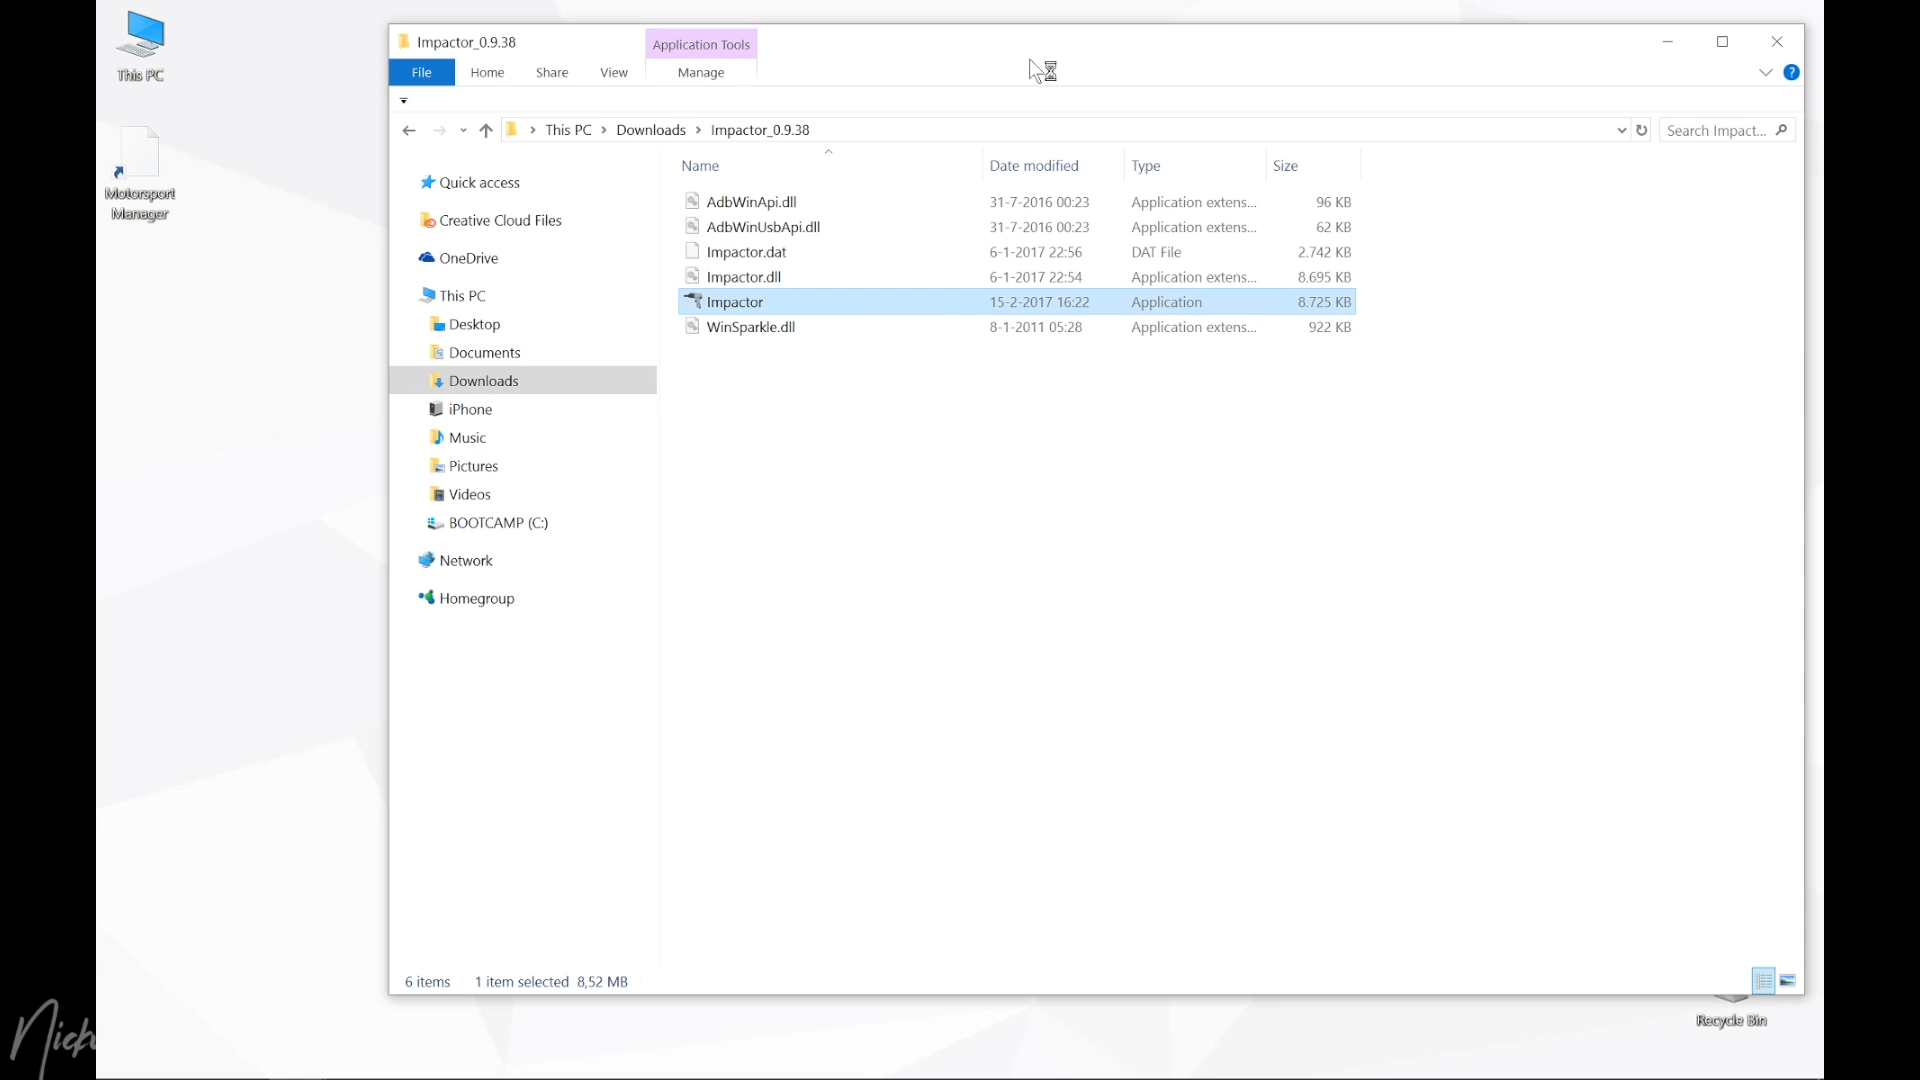 This PC
Motorsport
Manager
Impactor_0.9.38
Application Tools
File Home Share View Manage
?
This PC Downloads Impactor_0.9.38
Search Impact...
Quick access
Creative Cloud Files
OneDrive
This PC
Desktop
Documents
Downloads
iPhone
Music
Pictures
Videos
BOOTCAMP (C:)
Network
Homegroup
Name Date modified Type Size
AdbWinApi.dll 31-7-2016 00:23 Application extens... 96 KB
AdbWinUsbApi.dll 31-7-2016 00:23 Application extens... 62 KB
Impactor.dat 6-1-2017 22:56 DAT File 2.742 KB
Impactor.dll 6-1-2017 22:54 Application extens... 8.695 KB
Impactor 15-2-2017 16:22 Application 8.725 KB
WinSparkle.dll 8-1-2011 05:28 Application extens... 922 KB
6 items 1 item selected 8,52 MB
Recycle Bin